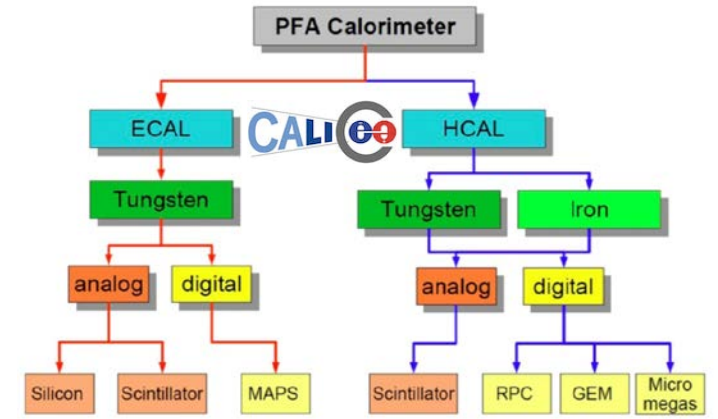 PFA Calorimeter
ECAL
CALICE
HCAL
Tungsten
Tungsten
Iron
analog
digital
analog
digital
Silicon
Scintillator
MAPS
Scintillator
RPC
GEM
Micro
megas